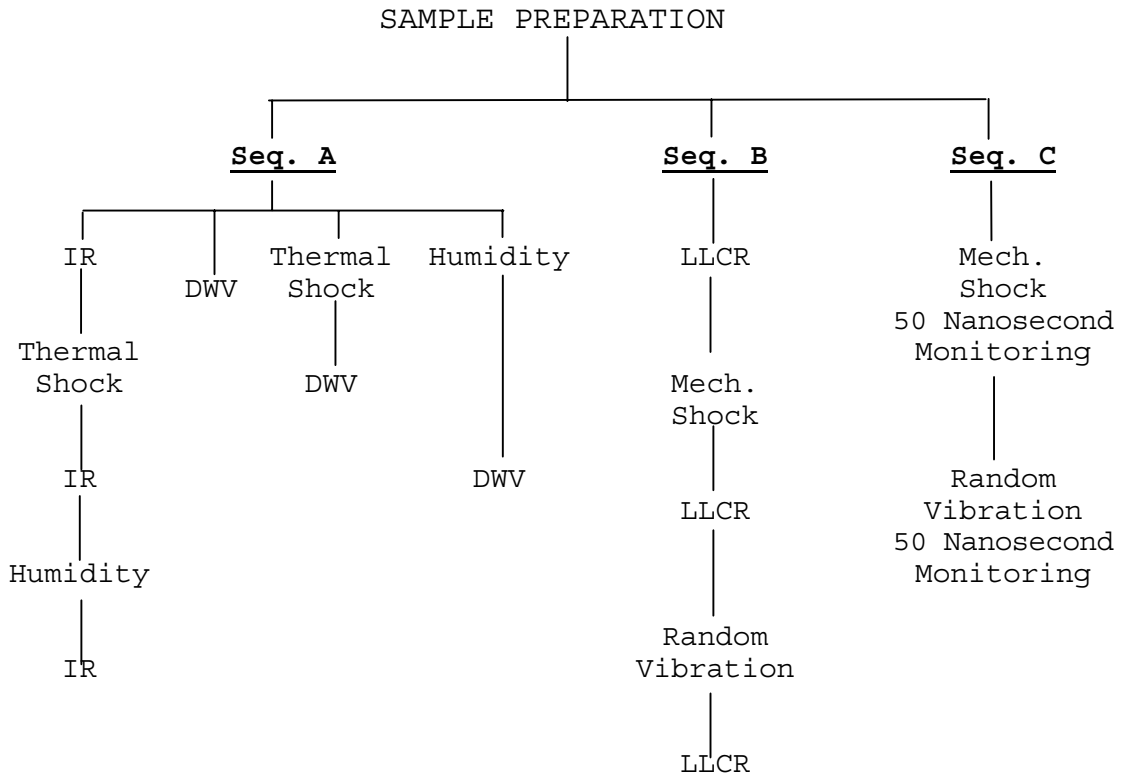 SAMPLE PREPARATION
Seq. A
Seq. B
Seq. C
IR
Thermal
Shock
IR
Humidity
IR
DWV
Thermal
Shock
DWV
Humidity
DWV
LLCR
Mech.
Shock
LLCR
Random
Vibration
LLCR
Mech.
Shock
50 Nanosecond
Monitoring
Random
Vibration
50 Nanosecond
Monitoring